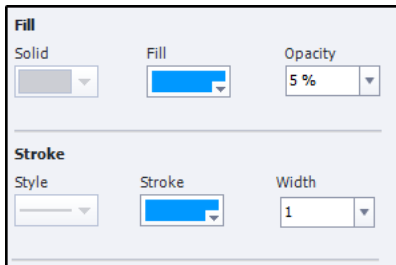 Fill
Solid Fill Opacity
5 %
Stroke
Style Stroke Width
1